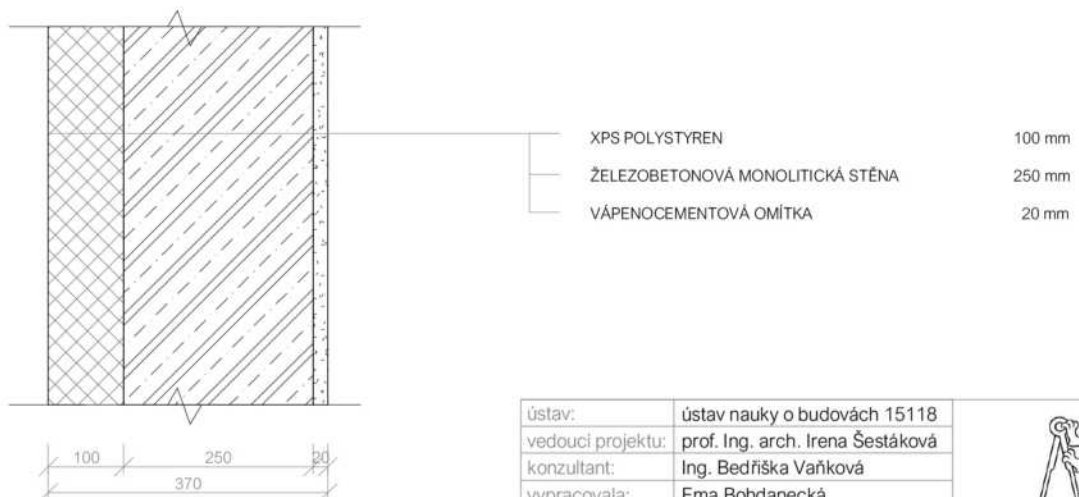 XPS POLYSTYREN 100 mm
ŽELEZOBETONOVÁ MONOLITICKÁ STĚNA 250 mm
VÁPENOCEMENTOVÁ OMÍTKA 20 mm
100 250 20
370
ústav: ústav nauky o budovách 15118
vedoucí projektu: prof. Ing. arch. Irena Šestáková
konzultant: Ing. Bedřiška Vaňková
vypracovala: Ema Bohdanecká